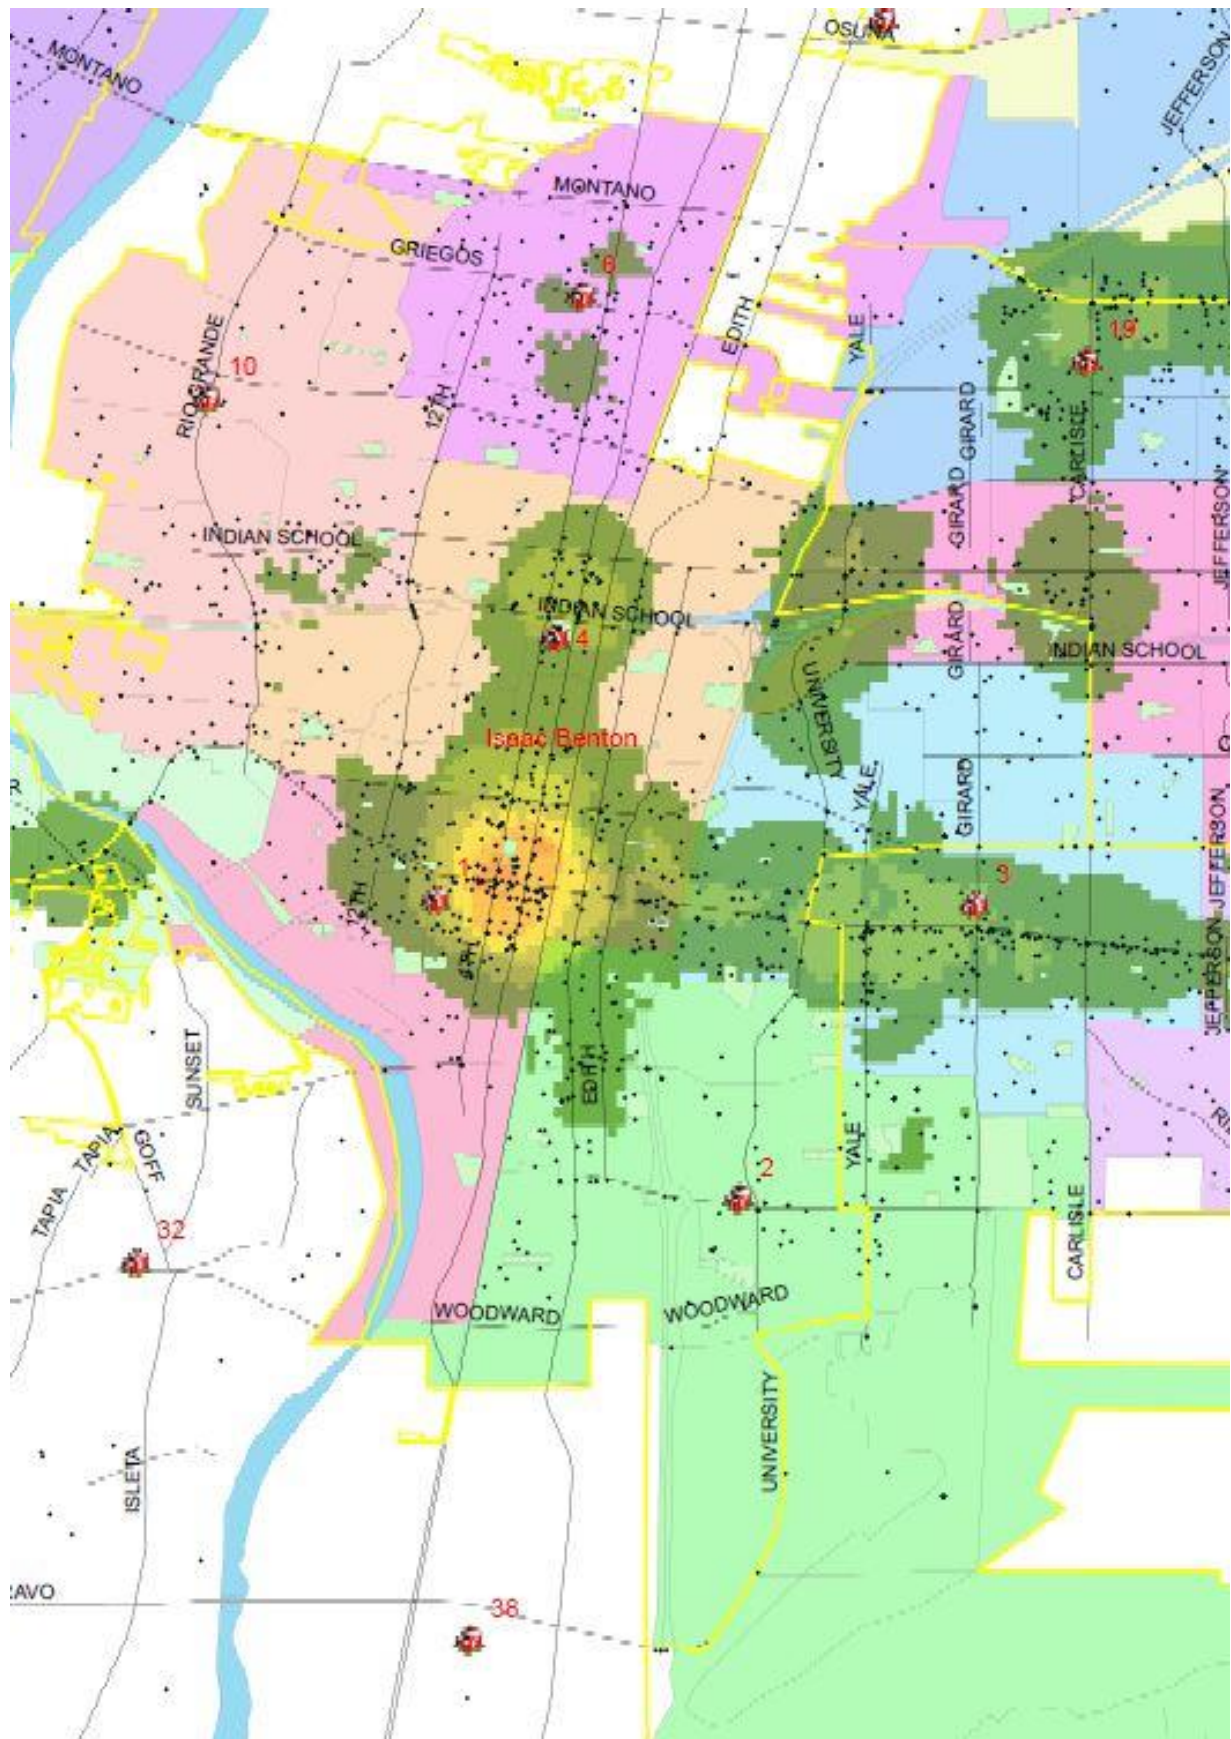 OSUNA
MONTANO
JEFFERSON
MONTANO
GRIEGOS
6
EDITH
YALE
19
RIO GRANDE
10
12TH
GIRARD
CARLISLE
GIRARD
JEFFERSON
INDIAN SCHOOL
INDIAN SCHOOL
14
GIRARD
INDIAN SCHOOL
UNIVERSITY
Isaac Benton
YALE
GIRARD
JEFFERSON
JEFFERSON
1
3
12TH
4TH
SUNSET
EDITH
YALE
TAPIA
TAPIA
GOFF
2
32
CARLISLE
WOODWARD
WOODWARD
UNIVERSITY
ISLETA
38